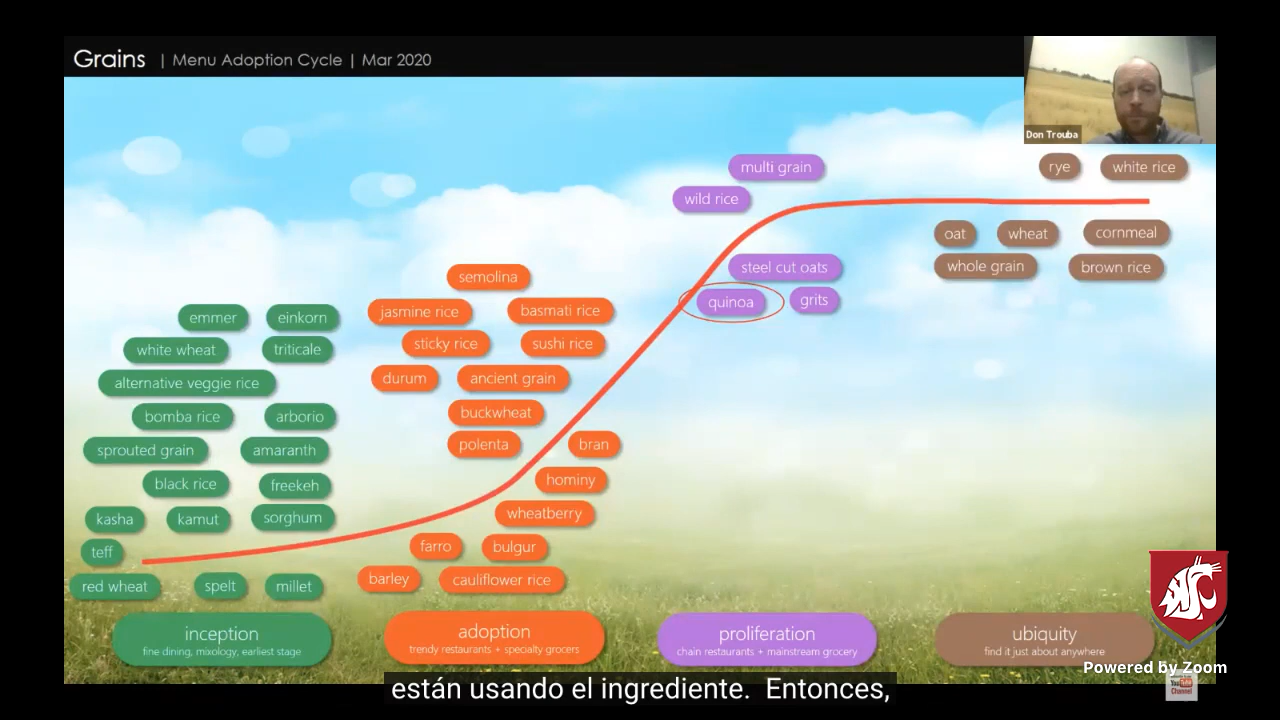 Grains | Menu Adoption Cycle | Mar 2020
Don Trouba
multi grain
rye
white rice
wild rice
oat
wheat
cornmeal
whole grain
brown rice
steel cut oats
quinoa
grits
semolina
jasmine rice
basmati rice
sticky rice
sushi rice
durum
ancient grain
buckwheat
polenta
bran
hominy
wheatberry
farro
bulgur
barley
cauliflower rice
emmer
einkorn
white wheat
triticale
alternative veggie rice
bomba rice
arborio
sprouted grain
amaranth
black rice
freekeh
kasha
kamut
sorghum
teff
red wheat
spelt
millet
inception
fine dining, mixology, earliest stage
adoption
trendy restaurants + specialty grocers
proliferation
chain restaurants + mainstream grocery
ubiquity
find it just about anywhere
Powered by Zoom
YouTube
Channel
están usando el ingrediente. Entonces,